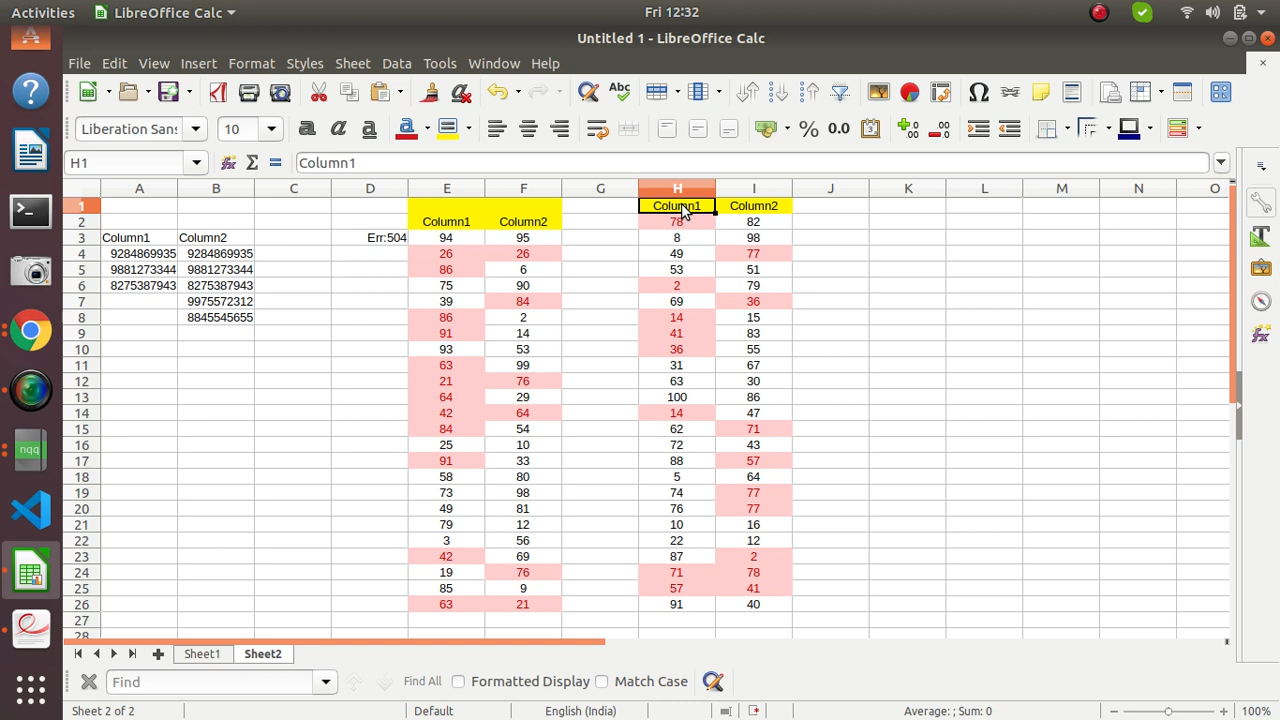 Activities LibreOffice Calc Fri 12:32
Untitled 1 - LibreOffice Calc
File Edit View Insert Format Styles Sheet Data Tools Window Help
Liberation Sans 10
H1 Column1
A B C D E F G H I J K L M N O
1 Column1 Column2
2 Column1 Column2 78 82
3 Column1 Column2 Err:504 94 95 8 98
4 9284869935 9284869935 26 26 49 77
5 9881273344 9881273344 86 6 53 51
6 8275387943 8275387943 75 90 2 79
7 9975572312 39 84 69 36
8 8845545655 86 2 14 15
9 91 14 41 83
10 93 53 36 55
11 63 99 31 67
12 21 76 63 30
13 64 29 100 86
14 42 64 14 47
15 84 54 62 71
16 25 10 72 43
17 91 33 88 57
18 58 80 5 64
19 73 98 74 77
20 49 81 76 77
21 79 12 10 16
22 3 56 22 12
23 42 69 87 2
24 19 76 71 78
25 85 9 57 41
26 63 21 91 40
27
28
Sheet1 Sheet2
Find Find All Formatted Display Match Case
Sheet 2 of 2 Default English (India) Average: ; Sum: 0 100%